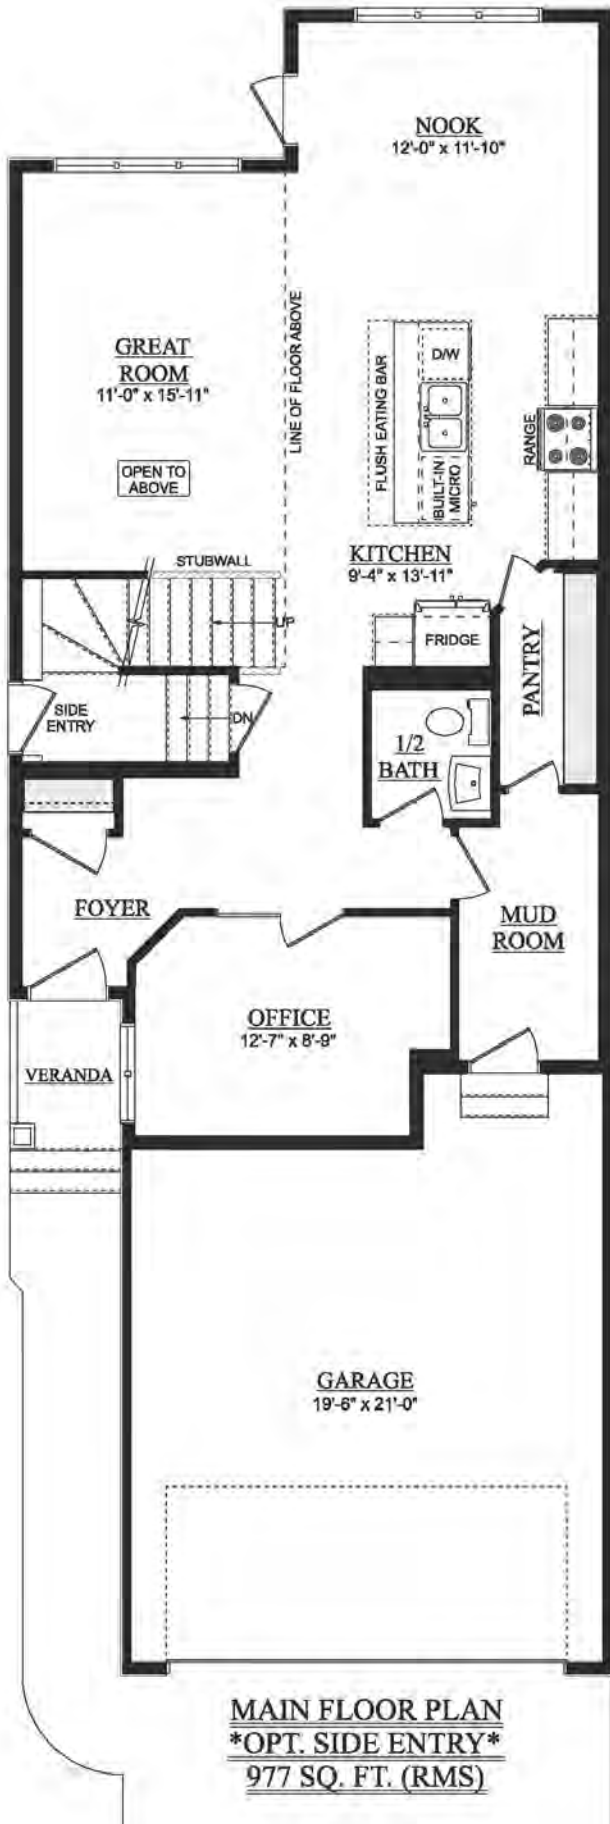 NOOK
12'-0" x 11'-10"
GREAT
ROOM
11'-0" x 15'-11"
OPEN TO
ABOVE
LINE OF FLOOR ABOVE
FLUSH EATING BAR
D/W
BUILT-IN
MICRO
RANGE
KITCHEN
9'-4" x 13'-11"
FRIDGE
PANTRY
STUBWALL
UP
SIDE
ENTRY
DN
1/2
BATH
FOYER
MUD
ROOM
OFFICE
12'-7" x 8'-9"
VERANDA
GARAGE
19'-6" x 21'-0"
MAIN FLOOR PLAN
*OPT. SIDE ENTRY*
977 SQ. FT. (RMS)